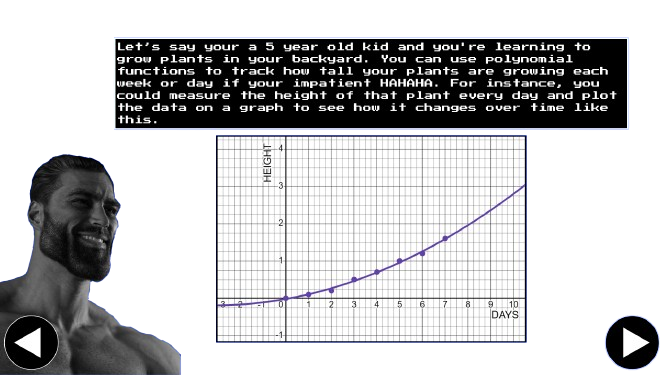 Let's say your a 5 year old kid and you're learning to
grow plants in your backyard. You can use polynomial
functions to track how tall your plants are growing each
week or day if your impatient HAHAHA. For instance, you
could measure the height of that plant every day and plot
the data on a graph to see how it changes over time like
this.
HEIGHT
4
3
2
1
-3 -2 -1 0 1 2 3 4 5 6 7 8 9 10
DAYS
-1